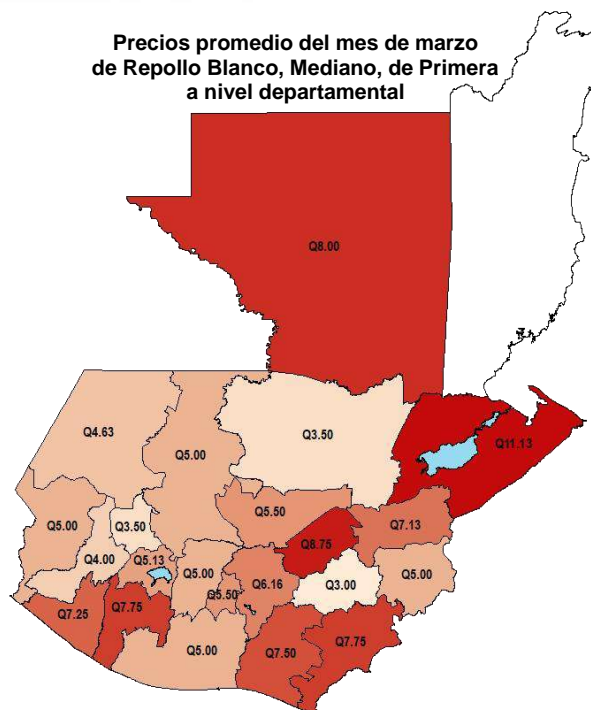 Precios promedio del mes de marzo
de Repollo Blanco, Mediano, de Primera
a nivel departamental
Q8.00
Q4.63
Q3.50
Q11.13
Q5.00
Q5.50
Q5.00
Q3.50
Q7.13
Q8.75
Q4.00
Q5.13
Q5.00
Q6.16
Q3.00
Q5.00
Q5.50
Q7.25
Q7.75
Q5.00
Q7.50
Q7.75